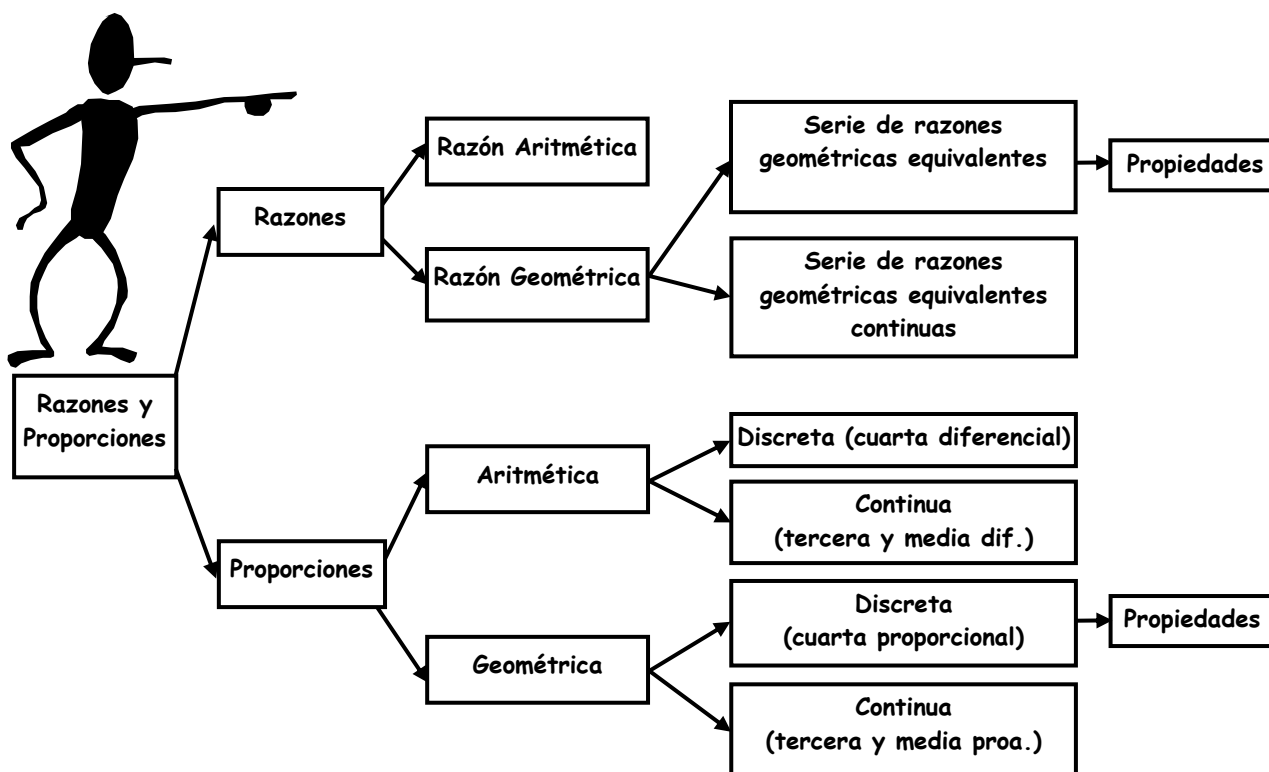 Razones y
Proporciones
Razones
Razón Aritmética
Razón Geométrica
Serie de razones
geométricas equivalentes
Propiedades
Serie de razones
geométricas equivalentes
continuas
Proporciones
Aritmética
Discreta (cuarta diferencial)
Continua
(tercera y media dif.)
Geométrica
Discreta
(cuarta proporcional)
Propiedades
Continua
(tercera y media proa.)